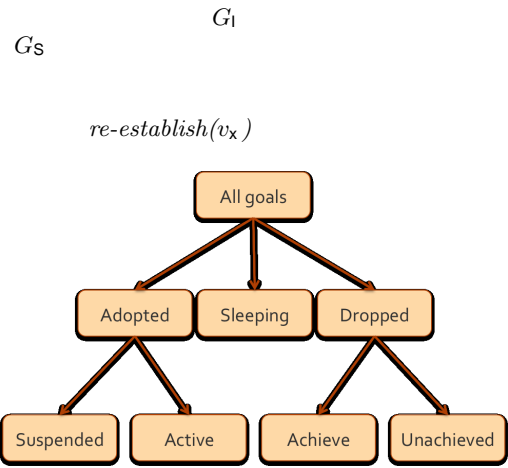 G_I
G_S
re-establish(v_x)
All goals
Adopted Sleeping Dropped
Suspended Active Achieve Unachieved